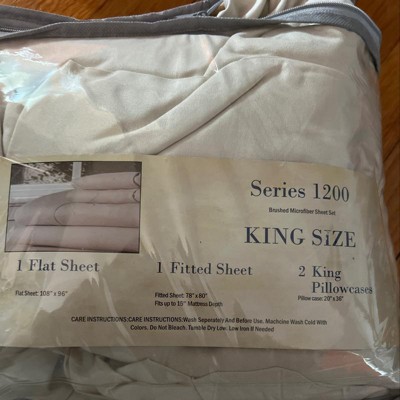 Series 1200
Brushed Microfiber Sheet Set
KING SIZE
1 Flat Sheet
1 Fitted Sheet
2 King
Pillowcases
Flat Sheet: 108" x 96"
Fitted Sheet: 78" x 80"
Fits up to 16" Mattress Depth
Pillow case: 20" x 36"
CARE INSTRUCTIONS:CARE INSTRUCTIONS:Wash Seperately And Before Use. Machine Wash Cold With
Colors. Do Not Bleach. Tumble Dry Low. Low Iron If Needed